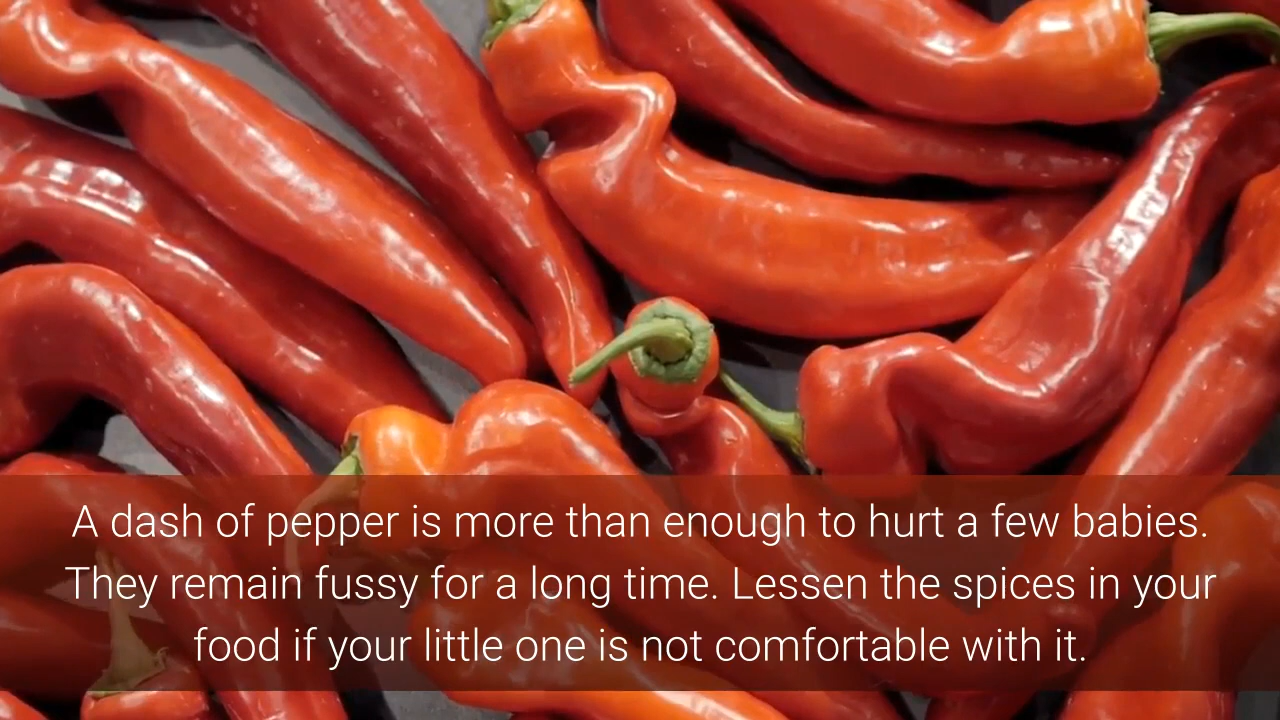 A dash of pepper is more than enough to hurt a few babies.
They remain fussy for a long time. Lessen the spices in your
food if your little one is not comfortable with it.